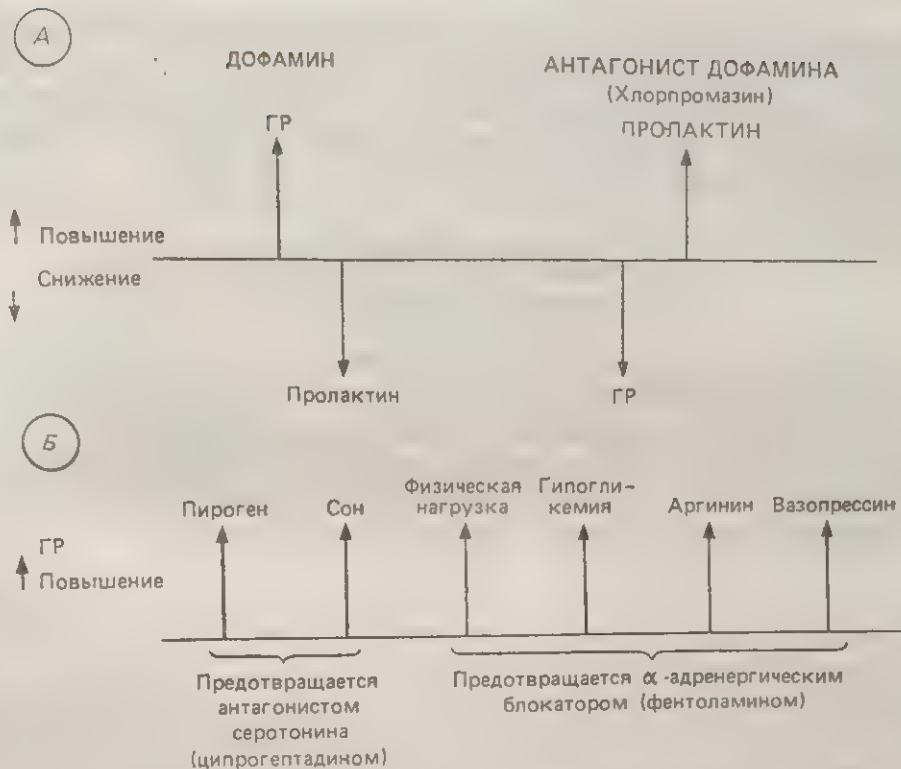 А
ДОФАМИН
АНТАГОНИСТ ДОФАМИНА
(Хлорпромазин)
ГР
ПРОЛАКТИН
Повышение
Снижение
Пролактин
ГР
Б
Пироген
Сон
Физическая
нагрузка
Гипогли-
кемия
Аргинин
Вазопрессин
ГР
Повышение
Предотвращается
антагонистом
серотонина
(ципрогептадином)
Предотвращается α-адренергическим
блокатором (фентоламином)